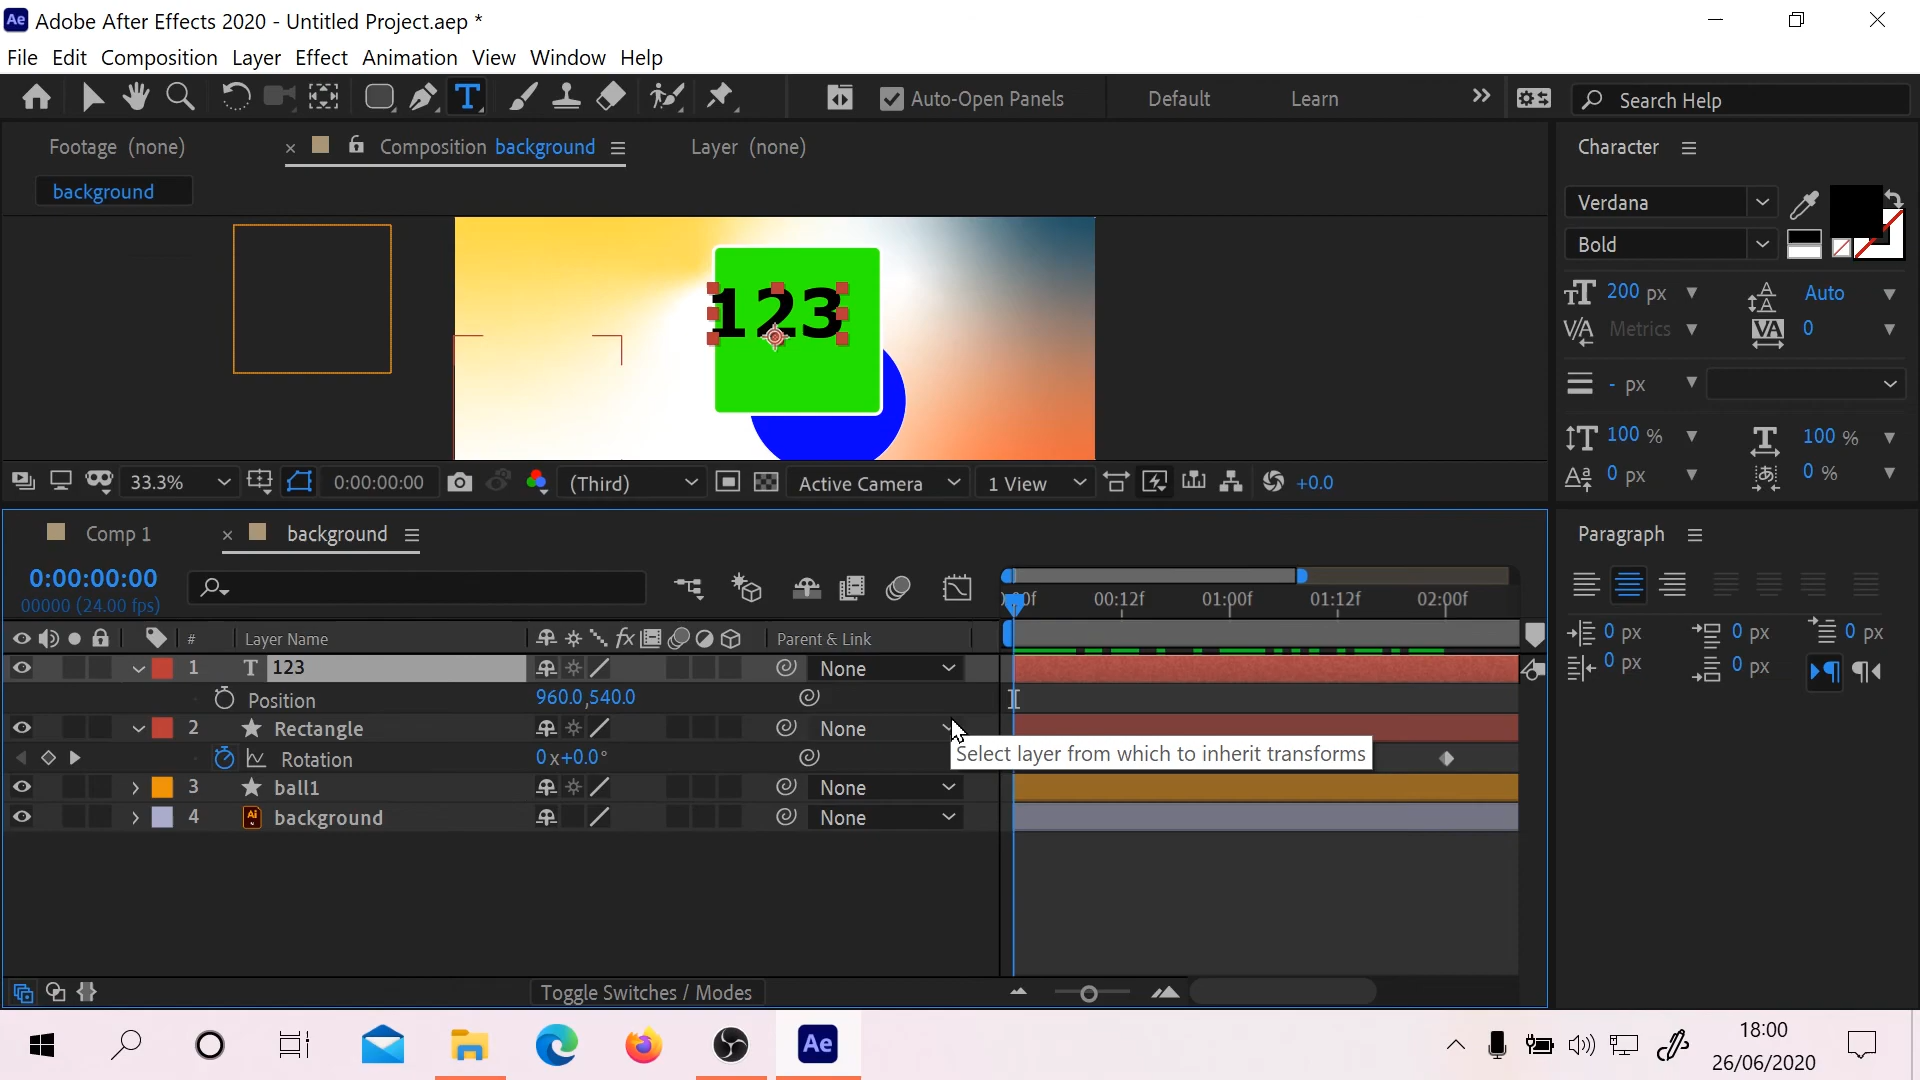 Ae Adobe After Effects 2020 - Untitled Project.aep *
File Edit Composition Layer Effect Animation View Window Help
T Auto-Open Panels Default Learn Search Help
Footage (none) × Composition background Layer (none) Character
background
Verdana
Bold
123
200 px Auto
Metrics 0
- px
100 % 100 %
0 px 0 %
33.3% 0:00:00:00 (Third) Active Camera 1 View +0.0
Comp 1 × background Paragraph
0:00:00:00
00000 (24.00 fps)
00:12f 01:00f 01:12f 02:00f
0 px 0 px 0 px
0 px 0 px
# Layer Name fx Parent & Link
1 T 123 None
Position 960.0,540.0
2 Rectangle None
Select layer from which to inherit transforms
Rotation 0x+0.0°
3 ball1 None
4 Ai background None
Toggle Switches / Modes
Ae
18:00
26/06/2020